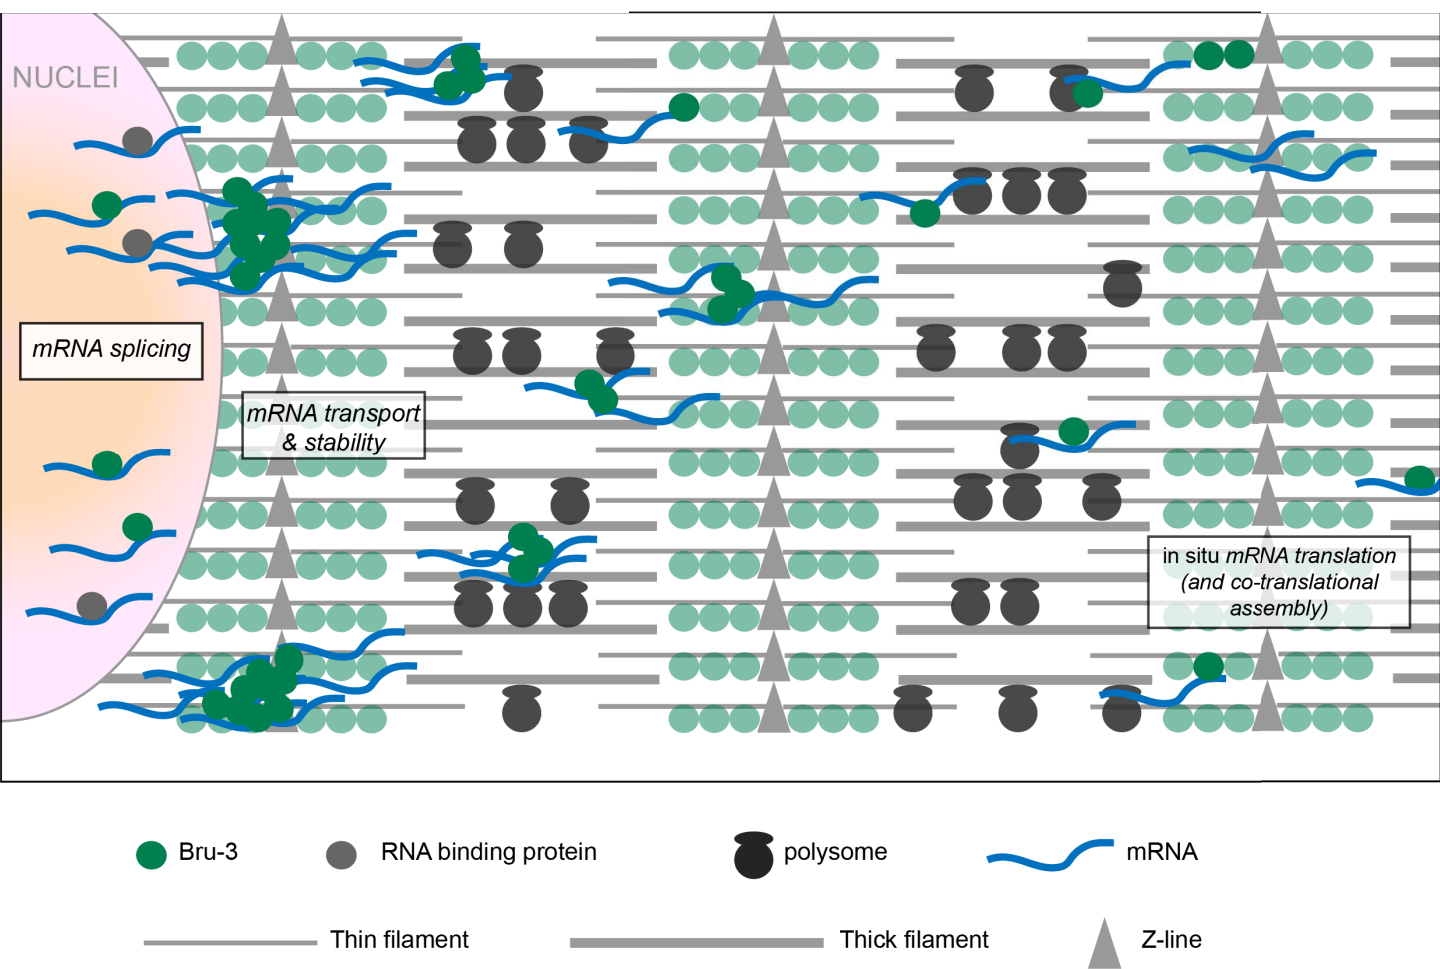 NUCLEI
mRNA splicing
mRNA transport
& stability
in situ mRNA translation
(and co-translational
assembly)
Bru-3
RNA binding protein
polysome
mRNA
Thin filament
Thick filament
Z-line